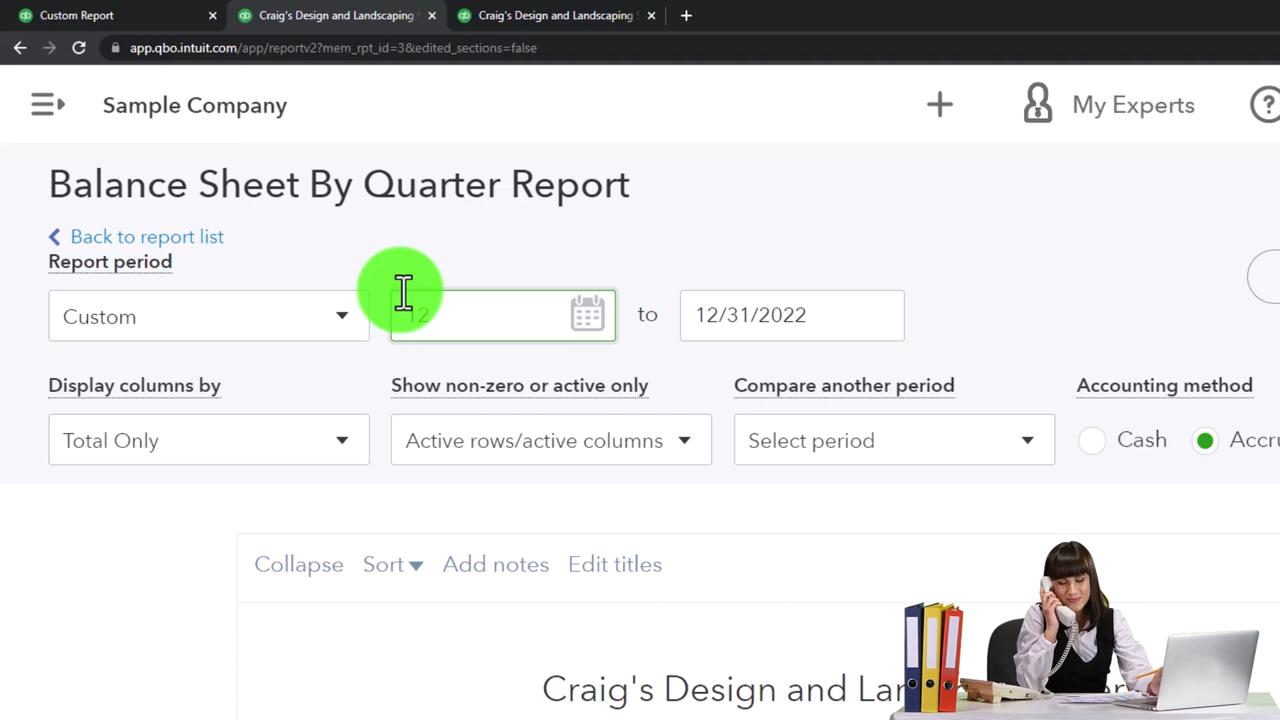 Custom Report
Craig's Design and Landscaping
Craig's Design and Landscaping
app.qbo.intuit.com/app/reportv2?mem_rpt_id=3&edited_sections=false
Sample Company
My Experts
Balance Sheet By Quarter Report
Back to report list
Report period
Custom
12
to
12/31/2022
Display columns by
Show non-zero or active only
Compare another period
Accounting method
Total Only
Active rows/active columns
Select period
Cash
Accru
Collapse
Sort
Add notes
Edit titles
Craig's Design and Lan